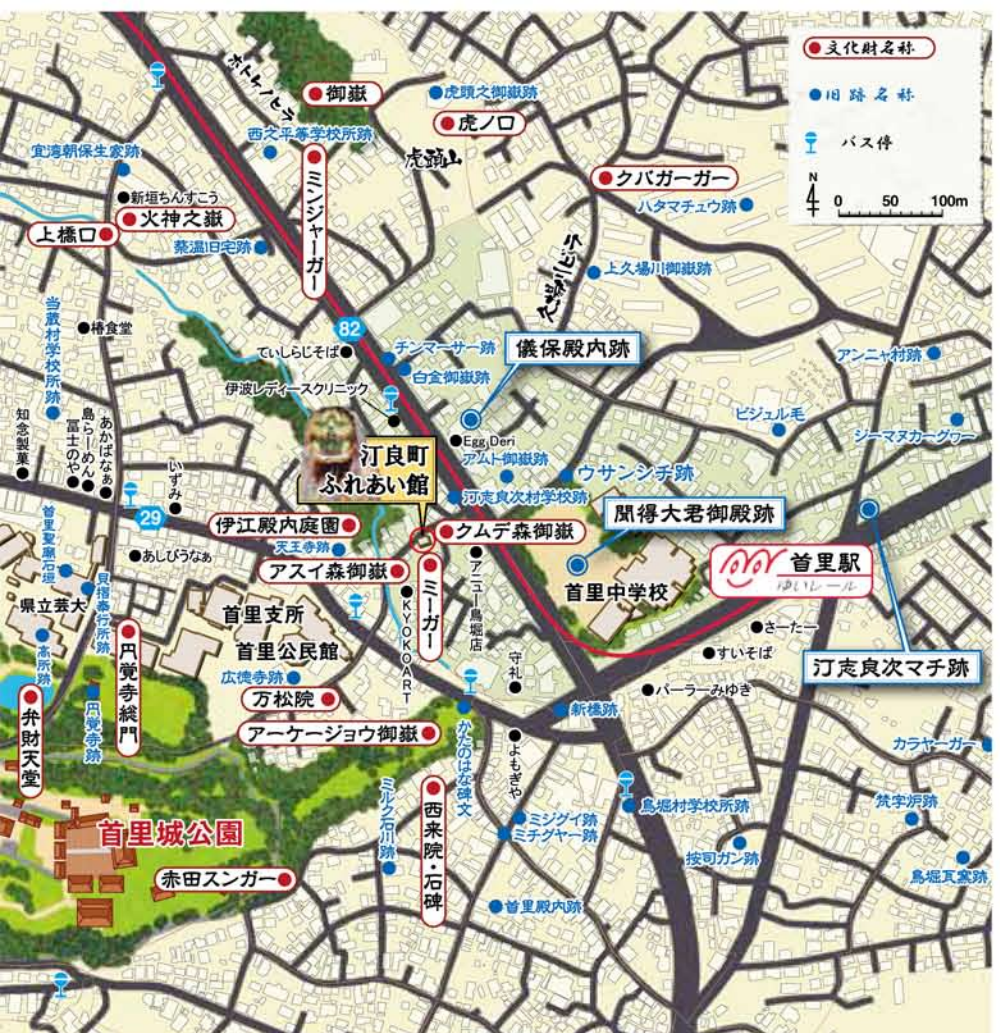 文化財名称
旧跡名称
バス停
N
0 50 100m
ホトケノヒラ
御嶽
虎頭之御嶽跡
虎ノ口
西之平等学校所跡
虎頭山
宜湾朝保生家跡
新垣ちんすこう
火神之嶽
上橋口
蔡温旧宅跡
ミンジャーガ
クバガーガー
ハタマチュウ跡
上久場川御嶽跡
久場川ビラ
当蔵村学校所跡
椿食堂
82
ていしらじそば
チンマーサー跡
白金御嶽跡
儀保殿内跡
伊波レディースクリニック
アンニャ村跡
ビジュル毛
ジーマヌカーグヮー
Egg Deri
アムト御嶽跡
ウサンシチ跡
汀志良次村学校跡
汀良町
ふれあい館
知念製菓
冨士のや
島らーめん
あかばなぁ
いずみ
29
伊江殿内庭園
クムデ森御嶽
聞得大君御殿跡
天王寺跡
アスイ森御嶽
ミーガー
アニュー鳥堀店
首里中学校
首里駅
ゆいレール
首里聖廟石垣
あしびうなぁ
貝摺奉行所跡
県立芸大
首里支所
首里公民館
KYOKOART
守礼
さーたー
すいそば
汀志良次マチ跡
高所跡
円覚寺総門
広徳寺跡
万松院
パーラーみゆき
新橋跡
弁財天堂
円覚寺跡
アーケージョウ御嶽
かたのはな碑文
よもぎや
カラヤーガー
首里城公園
ミルク石川跡
西来院・石碑
ミジグイ跡
ミチグヤー跡
鳥堀村学校所跡
梵字炉跡
按司ガン跡
鳥堀瓦窯跡
赤田スンガー
首里殿内跡